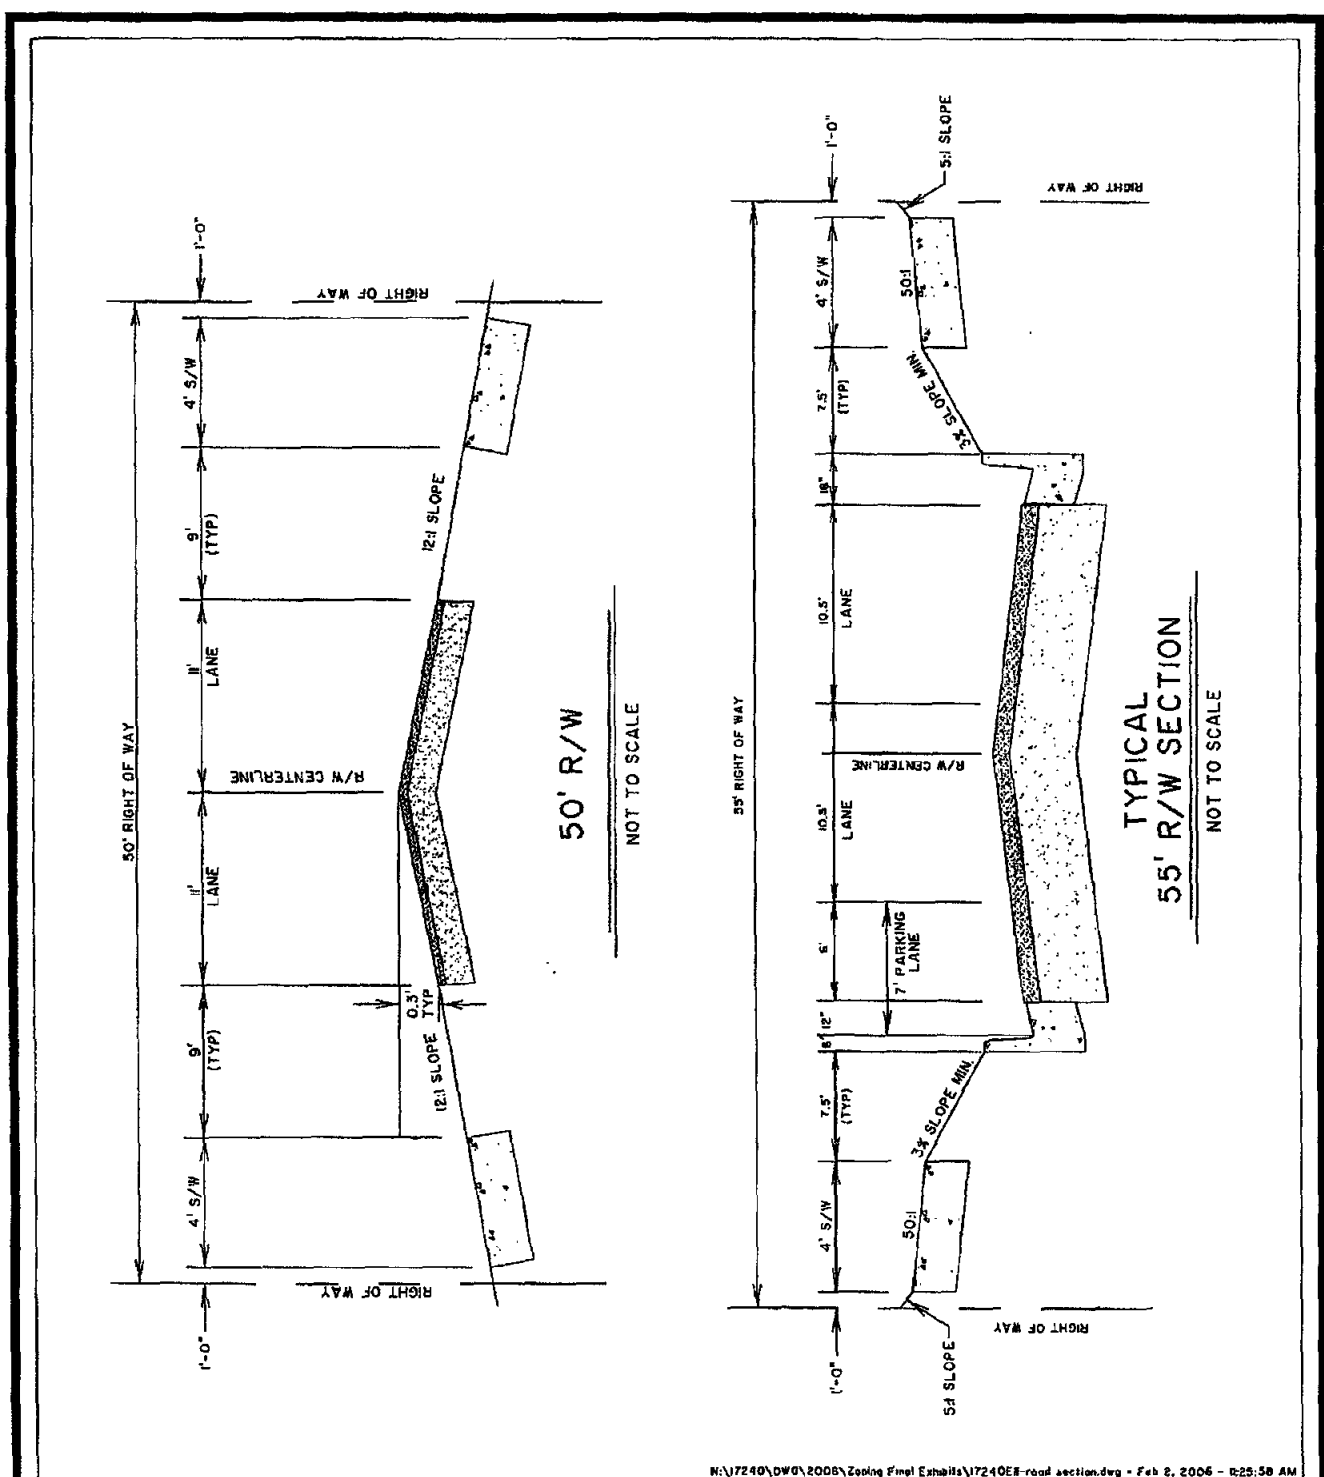 50' RIGHT OF WAY
1'-0"
4' S/W
9'
(TYP)
11'
LANE
11'
LANE
9'
(TYP)
4' S/W
1'-0"
RIGHT OF WAY
R/W CENTERLINE
RIGHT OF WAY
12:1 SLOPE
0.3'
TYP
12:1 SLOPE
50' R/W
NOT TO SCALE
55' RIGHT OF WAY
1'-0"
4' S/W
7.5'
(TYP)
18"
10.5'
LANE
10.5'
LANE
6'
7' PARKING
LANE
12"
6"
7.5'
(TYP)
4' S/W
1'-0"
5:1 SLOPE
50:1
3% SLOPE MIN.
R/W CENTERLINE
3% SLOPE MIN.
50:1
5:1 SLOPE
RIGHT OF WAY
RIGHT OF WAY
TYPICAL
55' R/W SECTION
NOT TO SCALE
N:\17240\DWG\2006\Zoning Final Exhibits\17240EX-road section.dwg - Feb 2, 2006 -